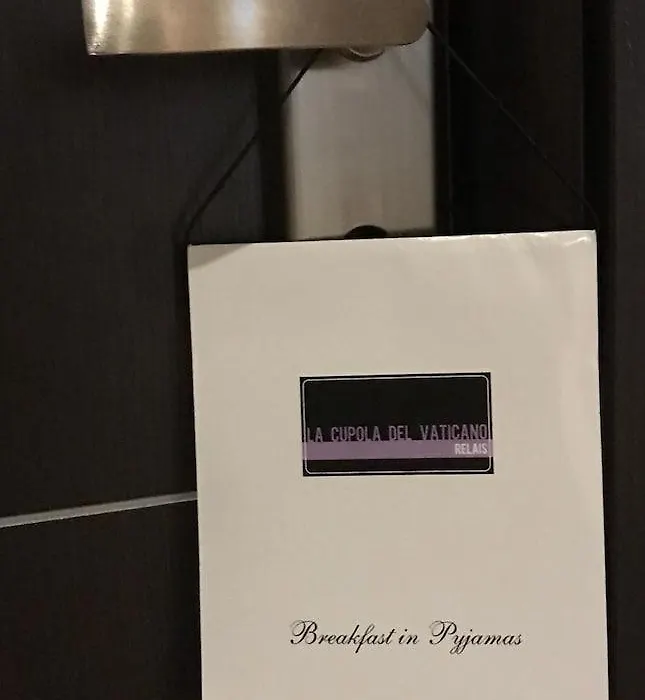 LA CUPOLA DEL VATICANO
RELAIS
Breakfast in Pyjamas